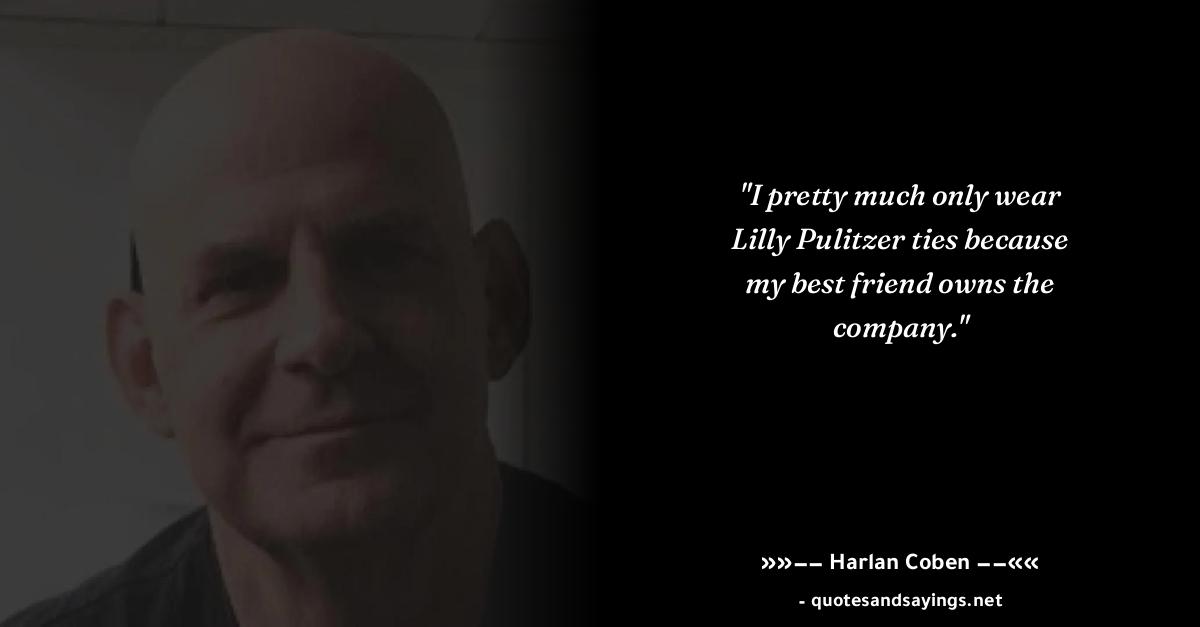 "I pretty much only wear
Lilly Pulitzer ties because
my best friend owns the
company."
»»–– Harlan Coben ––««
- quotesandsayings.net